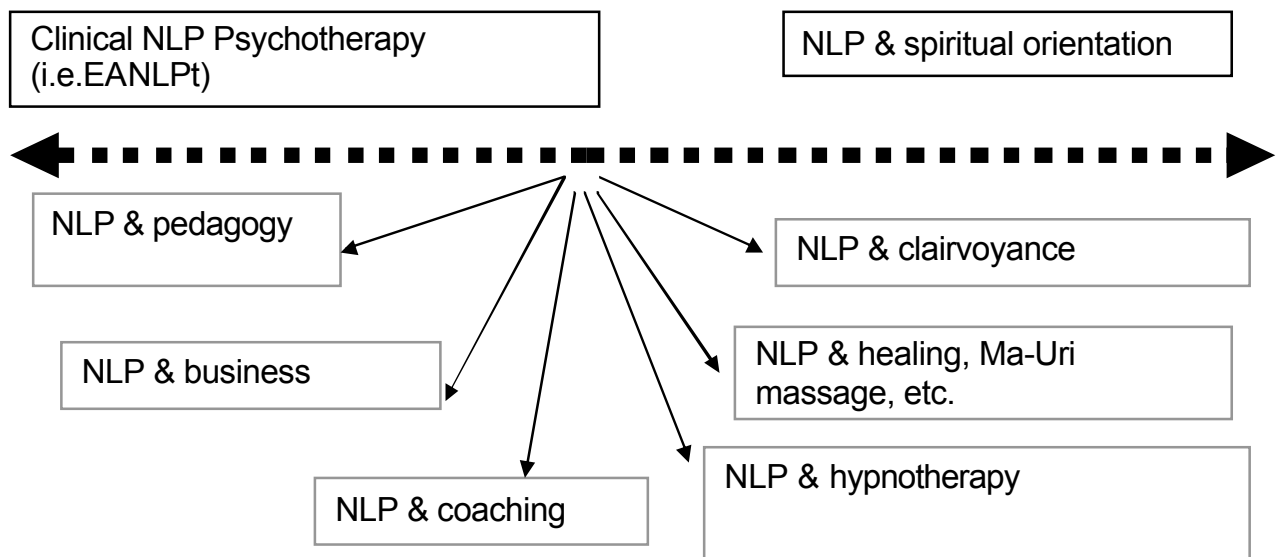 Clinical NLP Psychotherapy
(i.e.EANLPt)
NLP & spiritual orientation
NLP & pedagogy
NLP & clairvoyance
NLP & business
NLP & healing, Ma-Uri
massage, etc.
NLP & coaching
NLP & hypnotherapy